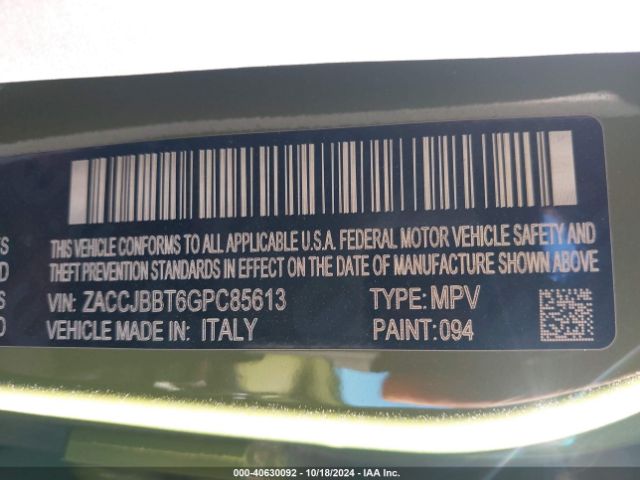 THIS VEHICLE CONFORMS TO ALL APPLICABLE U.S.A. FEDERAL MOTOR VEHICLE SAFETY AND
THEFT PREVENTION STANDARDS IN EFFECT ON THE DATE OF MANUFACTURE SHOWN ABOVE
VIN: ZACCJBBT6GPC85613 TYPE: MPV
VEHICLE MADE IN: ITALY PAINT: 094
000-40630092 - 10/18/2024 - IAA Inc.